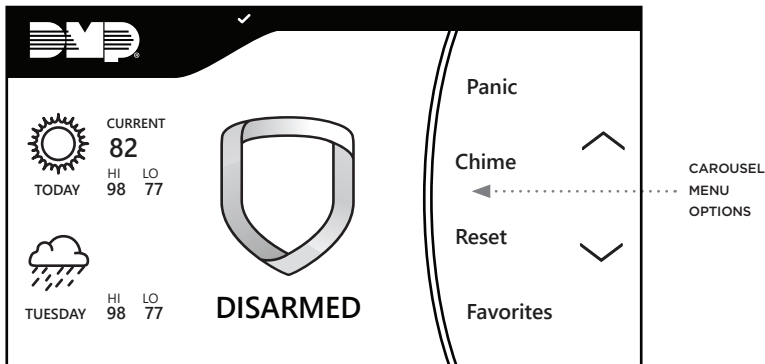 DMP
CURRENT
82
HI LO
98 77
TODAY
HI LO
98 77
TUESDAY
DISARMED
Panic
Chime
Reset
Favorites
CAROUSEL
MENU
OPTIONS